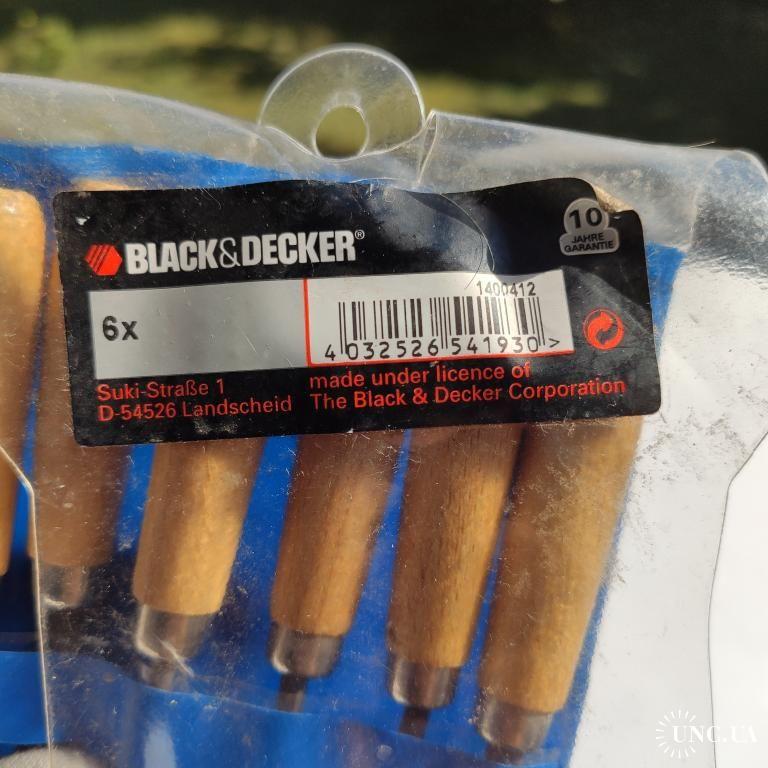 BLACK&DECKER®
10
JAHRE
GARANTIE
6x
1400412
4 032526 541930 >
Suki-Straße 1
D-54526 Landscheid
made under licence of
The Black & Decker Corporation
UNC.UA